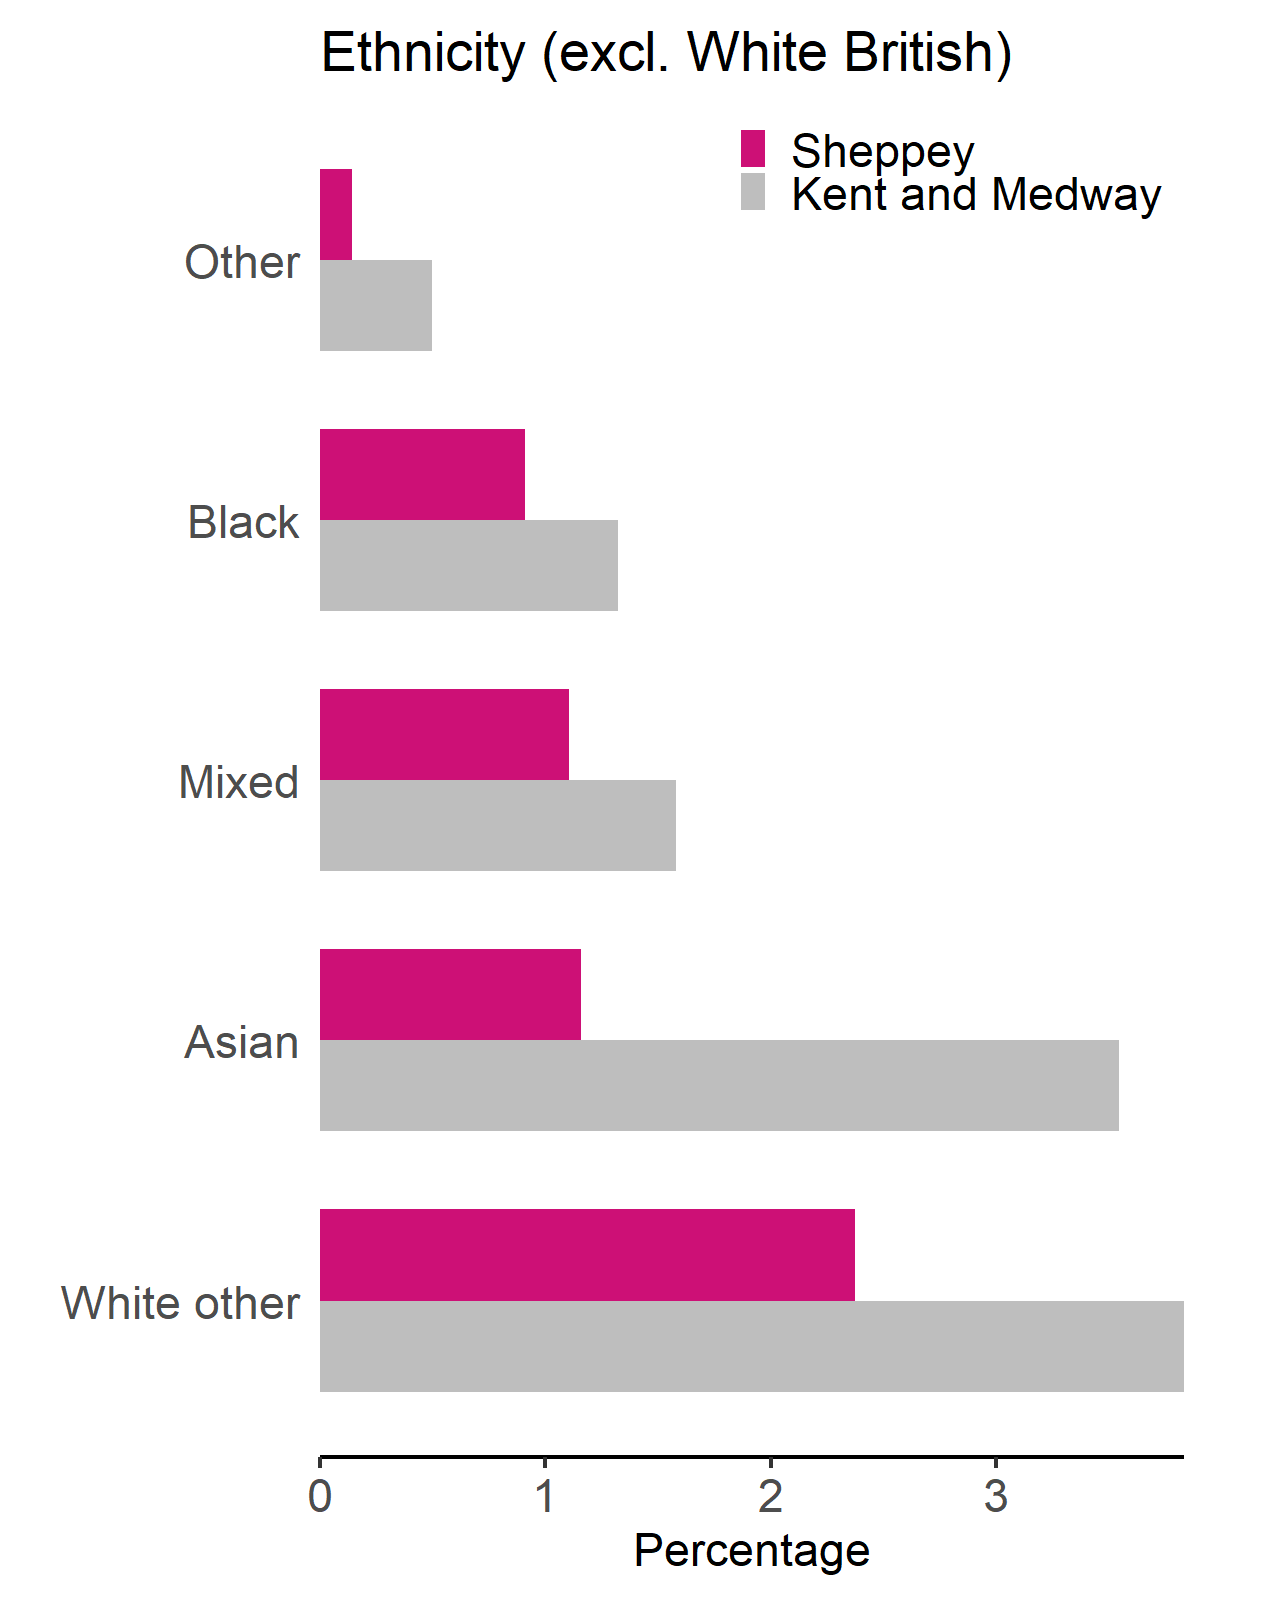 Ethnicity (excl. White British)
Sheppey
Kent and Medway
Other
Black
Mixed
Asian
White other
0 1 2 3
Percentage